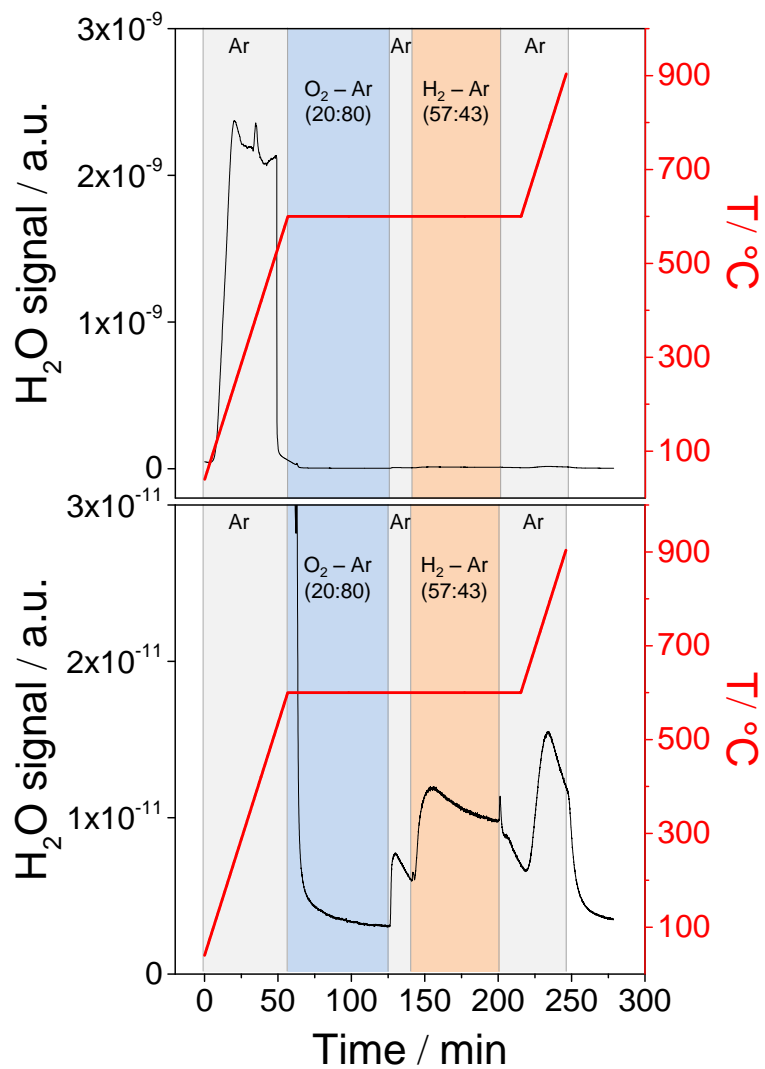 Ar Ar Ar
O₂ – Ar
(20:80)
H₂ – Ar
(57:43)
3x10⁻⁹
2x10⁻⁹
1x10⁻⁹
0
H₂O signal / a.u.
900
700
500
300
100
T/ °C
Ar Ar Ar
O₂ – Ar
(20:80)
H₂ – Ar
(57:43)
3x10⁻¹¹
2x10⁻¹¹
1x10⁻¹¹
0
H₂O signal / a.u.
900
700
500
300
100
T/ °C
0 50 100 150 200 250 300
Time / min